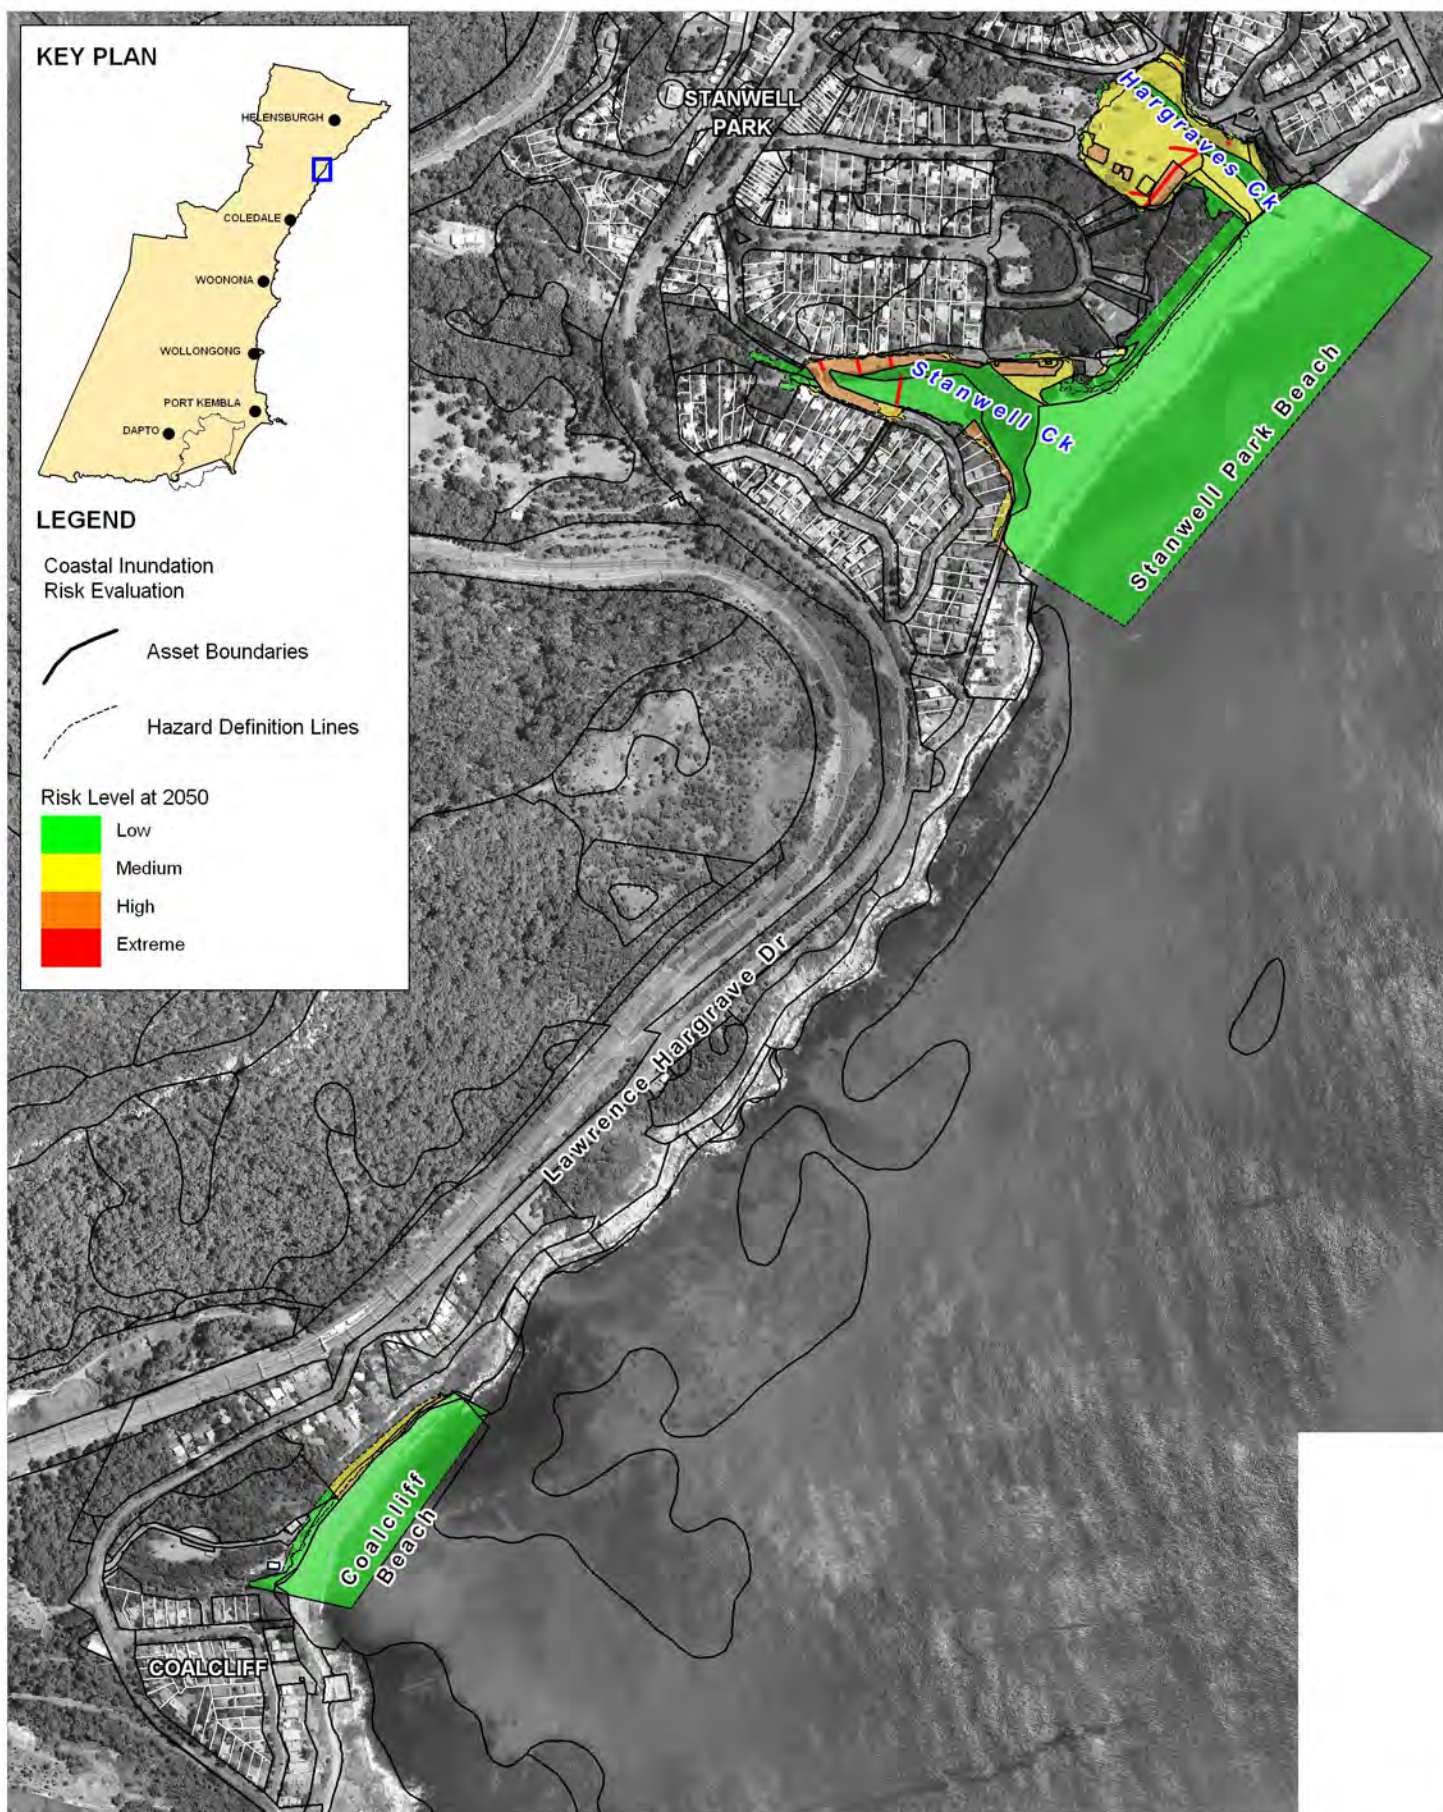 KEY PLAN
HELENSBURGH
COLEDALE
WOONONA
WOLLONGONG
PORT KEMBLA
DAPTO
LEGEND
Coastal Inundation
Risk Evaluation
Asset Boundaries
Hazard Definition Lines
Risk Level at 2050
Low
Medium
High
Extreme
STANWELL
PARK
Hargraves Ck
Stanwell Ck
Stanwell Park Beach
Lawrence Hargrave Dr
Coalcliff
Beach
COALCLIFF